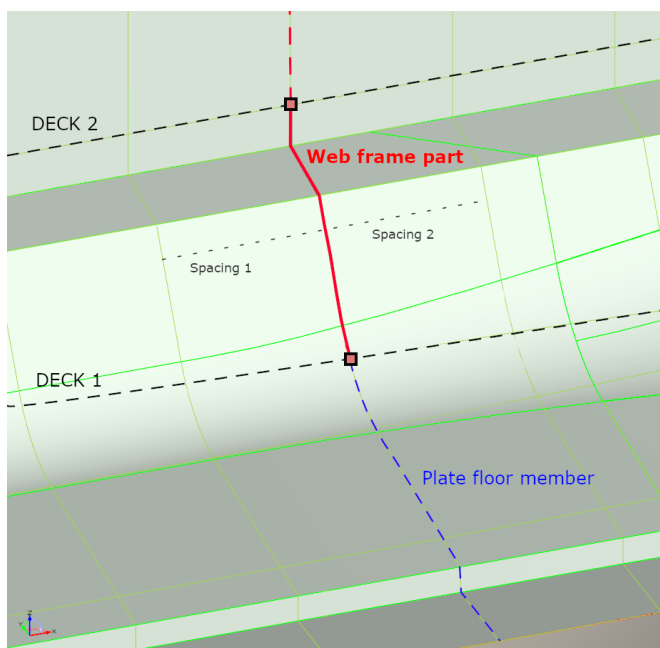 DECK 2
Web frame part
Spacing 2
Spacing 1
DECK 1
Plate floor member
Z
Y
X